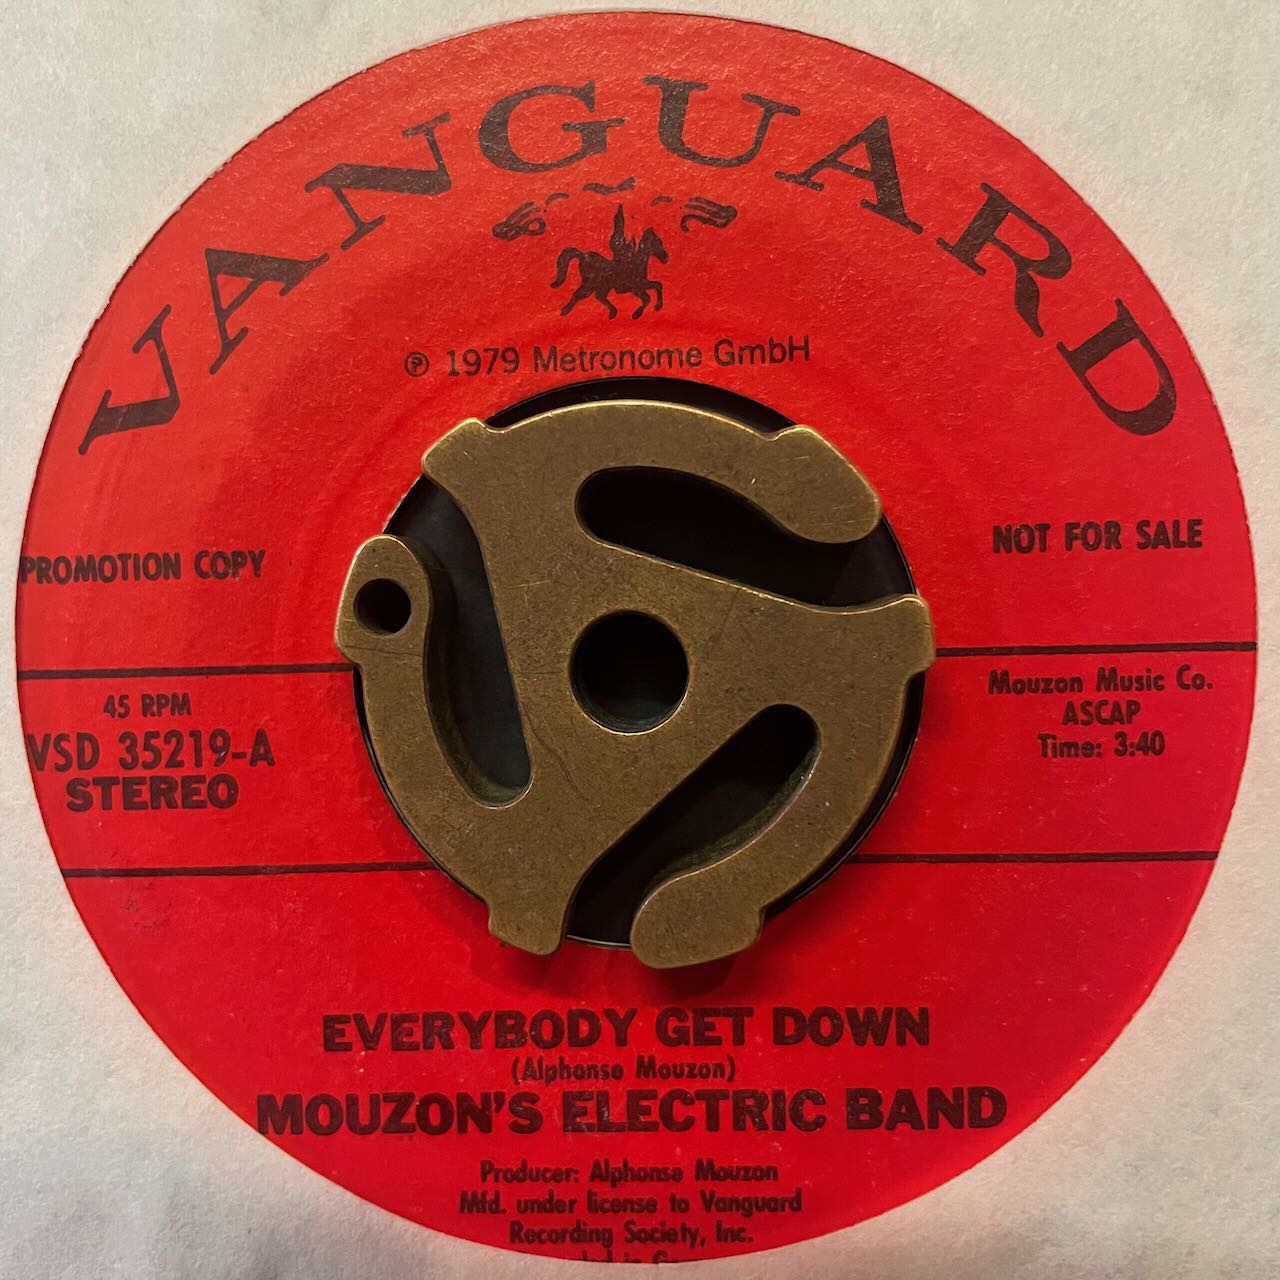 VANGUARD
℗ 1979 Metronome GmbH
PROMOTION COPY
NOT FOR SALE
45 RPM
VSD 35219-A
STEREO
Mouzon Music Co.
ASCAP
Time: 3:40
EVERYBODY GET DOWN
(Alphonse Mouzon)
MOUZON'S ELECTRIC BAND
Producer: Alphonse Mouzon
Mfd. under license to Vanguard
Recording Society, Inc.